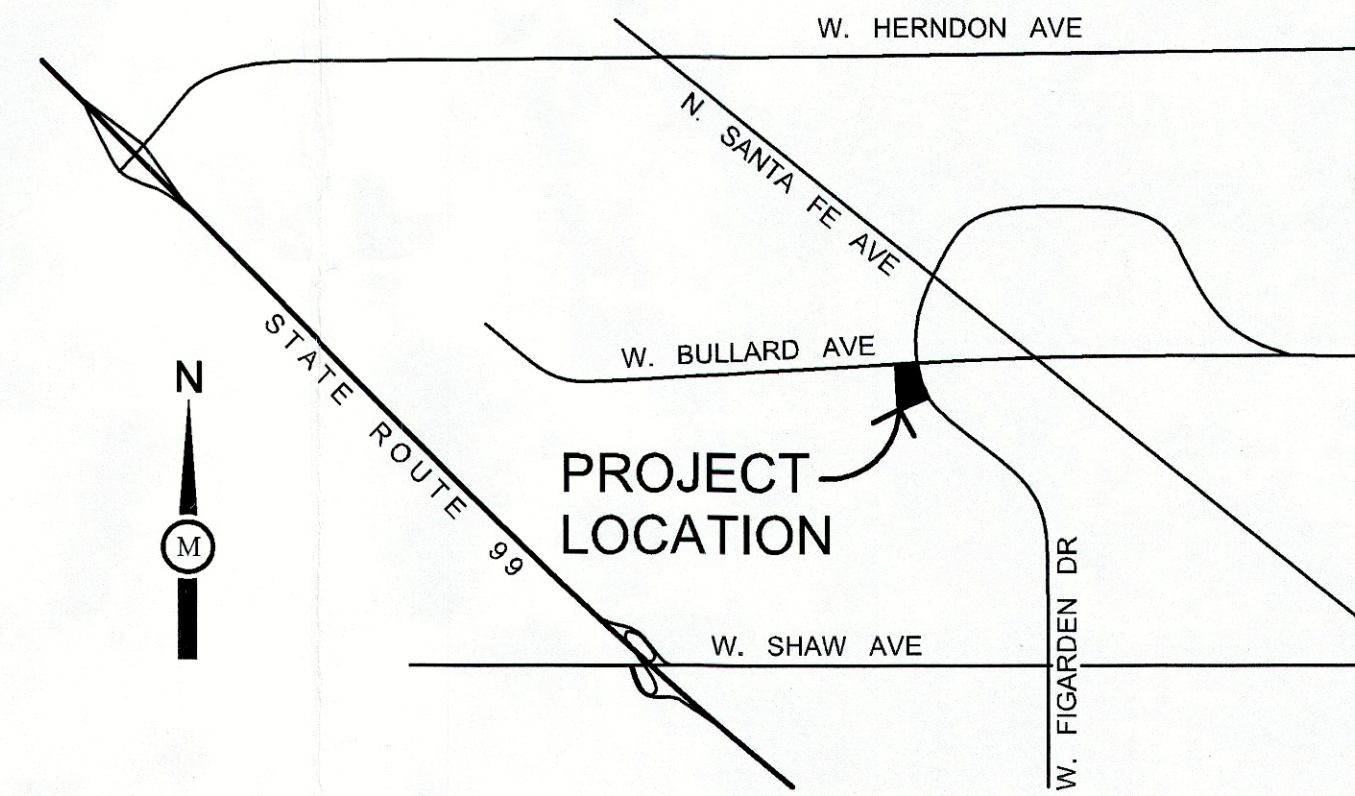 W. HERNDON AVE
N. SANTA FE AVE
W. BULLARD AVE
STATE ROUTE 99
N
M
PROJECT
LOCATION
W. SHAW AVE
W. FIGARDEN DR